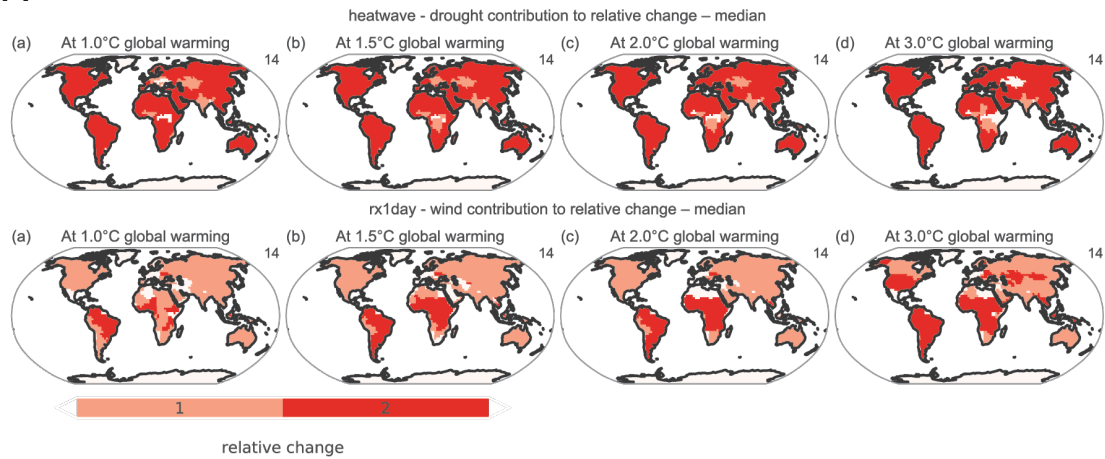 heatwave - drought contribution to relative change – median
(a) At 1.0°C global warming 14
(b) At 1.5°C global warming 14
(c) At 2.0°C global warming 14
(d) At 3.0°C global warming 14
rx1day - wind contribution to relative change – median
(a) At 1.0°C global warming 14
(b) At 1.5°C global warming 14
(c) At 2.0°C global warming 14
(d) At 3.0°C global warming 14
1 2
relative change